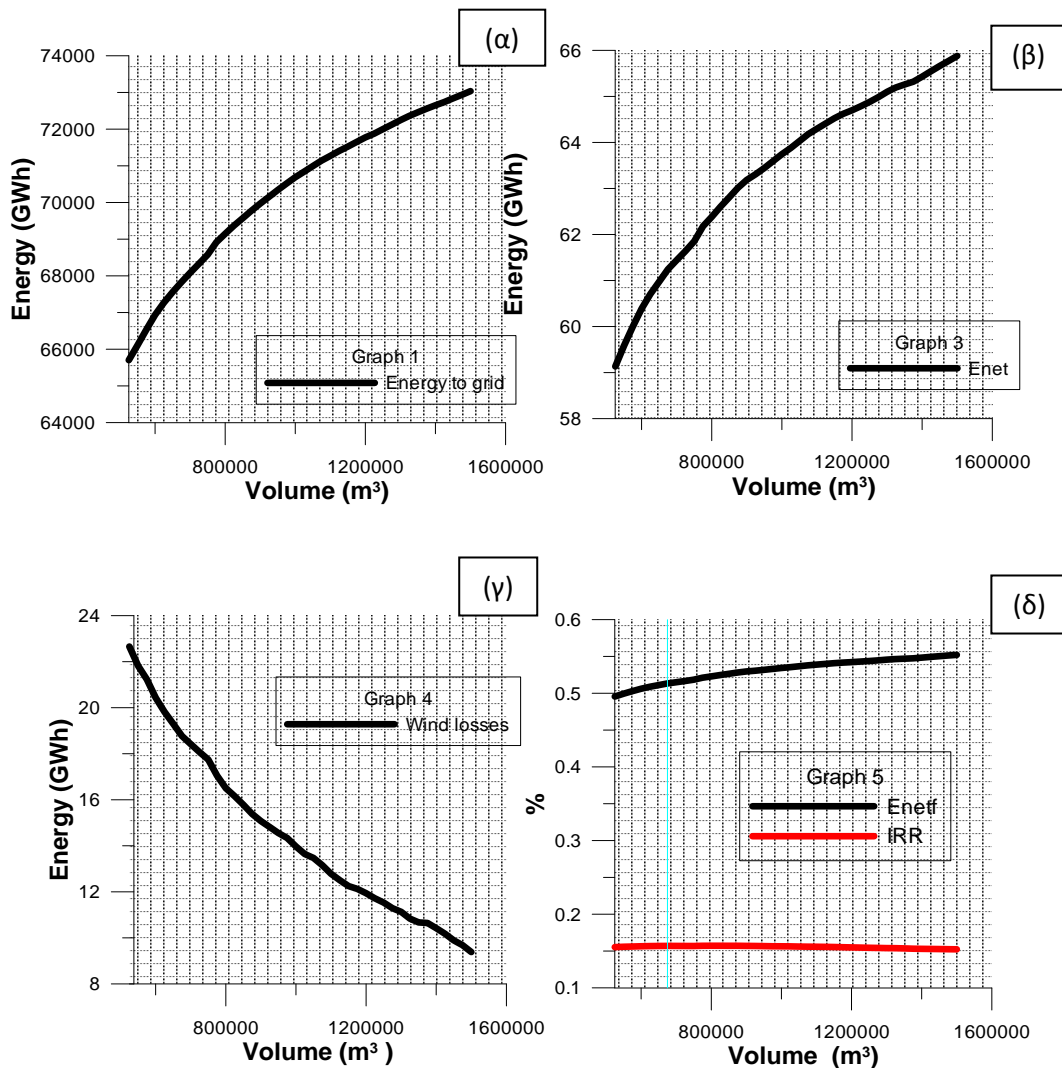 (α)
74000
72000
70000
68000
66000
64000
Energy (GWh)
Graph 1
Energy to grid
800000 1200000 1600000
Volume (m³)
(β)
66
64
62
60
58
Energy (GWh)
Graph 3
Enet
800000 1200000 1600000
Volume (m³)
(γ)
24
20
16
12
8
Energy (GWh)
Graph 4
Wind losses
800000 1200000 1600000
Volume (m³ )
(δ)
0.6
0.5
0.4
0.3
0.2
0.1
%
Graph 5
Enetf
IRR
800000 1200000 1600000
Volume (m³)